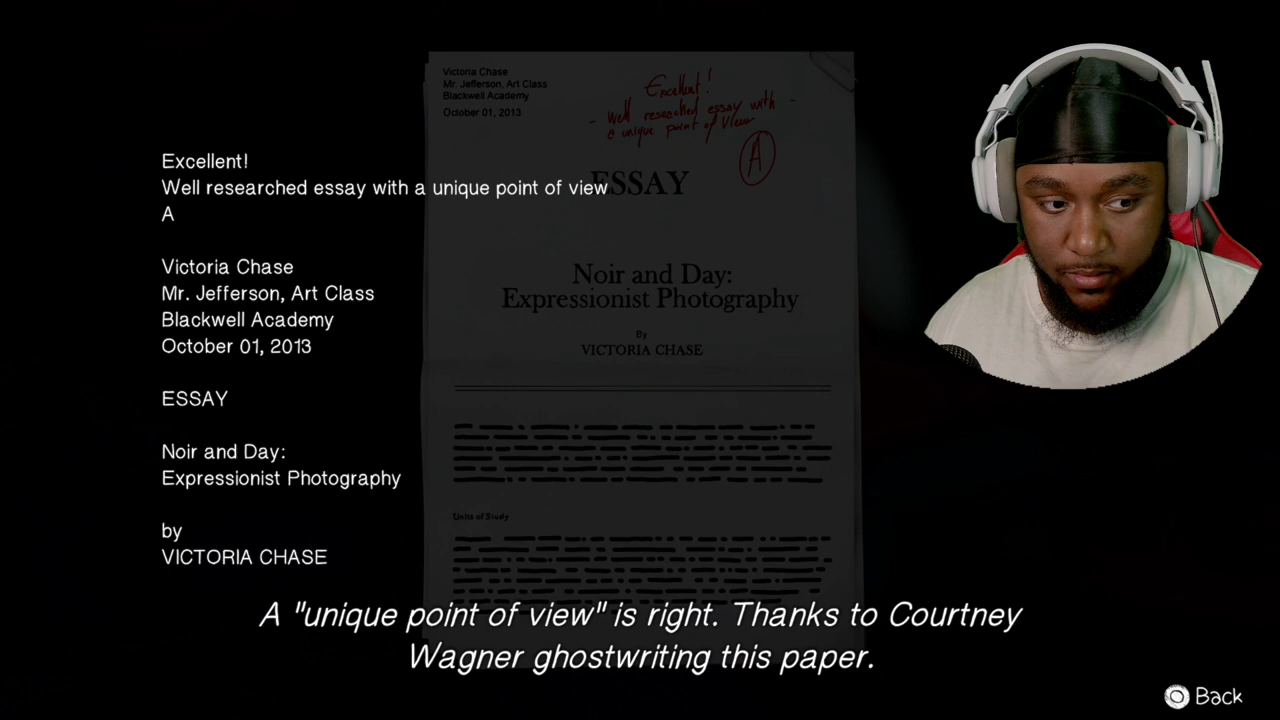 Victoria Chase
Mr. Jefferson, Art Class
Blackwell Academy
October 01, 2013
Excellent!
- Well researched essay with -
a unique point of view
A
ESSAY
Noir and Day:
Expressionist Photography
By
VICTORIA CHASE
Units of Study
Excellent!
Well researched essay with a unique point of view
A
Victoria Chase
Mr. Jefferson, Art Class
Blackwell Academy
October 01, 2013
ESSAY
Noir and Day:
Expressionist Photography
by
VICTORIA CHASE
A "unique point of view" is right. Thanks to Courtney
Wagner ghostwriting this paper.
Back